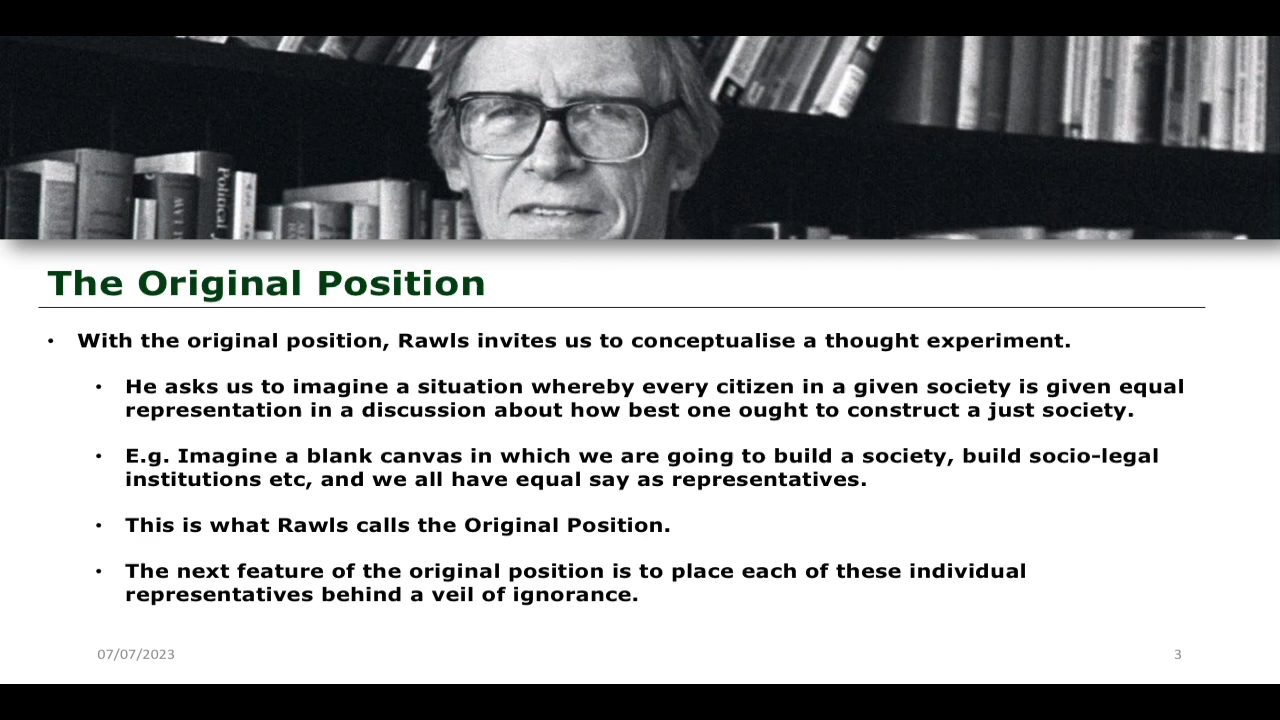 Political
LAW
The Original Position
• With the original position, Rawls invites us to conceptualise a thought experiment.
• He asks us to imagine a situation whereby every citizen in a given society is given equal
representation in a discussion about how best one ought to construct a just society.
• E.g. Imagine a blank canvas in which we are going to build a society, build socio-legal
institutions etc, and we all have equal say as representatives.
• This is what Rawls calls the Original Position.
• The next feature of the original position is to place each of these individual
representatives behind a veil of ignorance.
07/07/2023
3